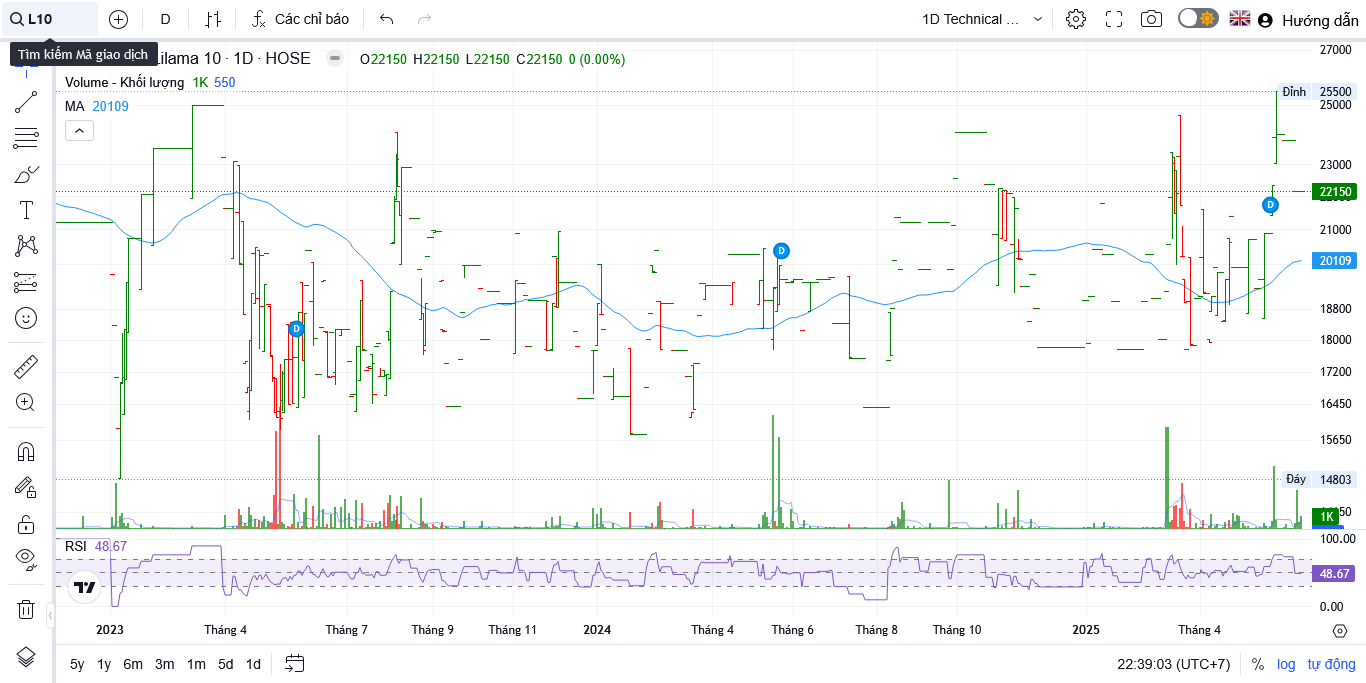 L10
D
Các chỉ báo
1D Technical ...
Hướng dẫn
Tìm kiếm Mã giao dịch
Lilama 10 · 1D · HOSE
O22150 H22150 L22150 C22150 0 (0.00%)
Volume - Khối lượng 1K 550
MA 20109
27000
Đỉnh 25500
25000
23000
22150
21000
20109
18800
18000
17200
16450
15650
Đáy 14803
1K
D
D
D
RSI 48.67
100.00
48.67
0.00
2023 Tháng 4 Tháng 7 Tháng 9 Tháng 11 2024 Tháng 4 Tháng 6 Tháng 8 Tháng 10 2025 Tháng 4
5y 1y 6m 3m 1m 5d 1d
22:39:03 (UTC+7) % log tự động